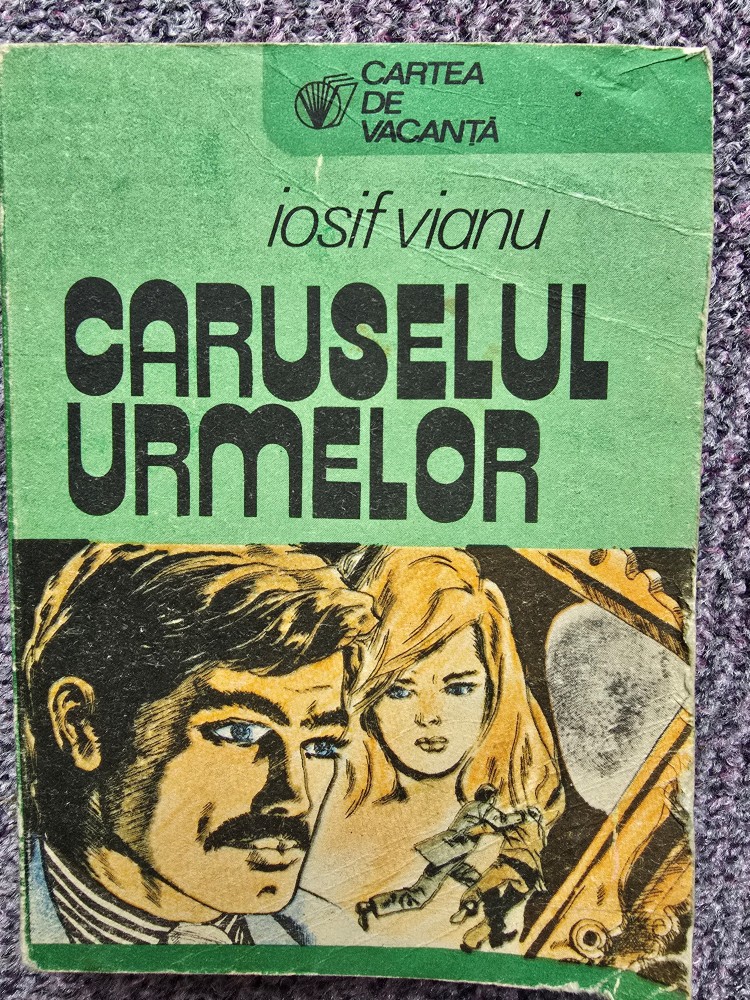 CARTEA
DE
VACANȚĂ
iosif vianu
CARUSELUL
URMELOR